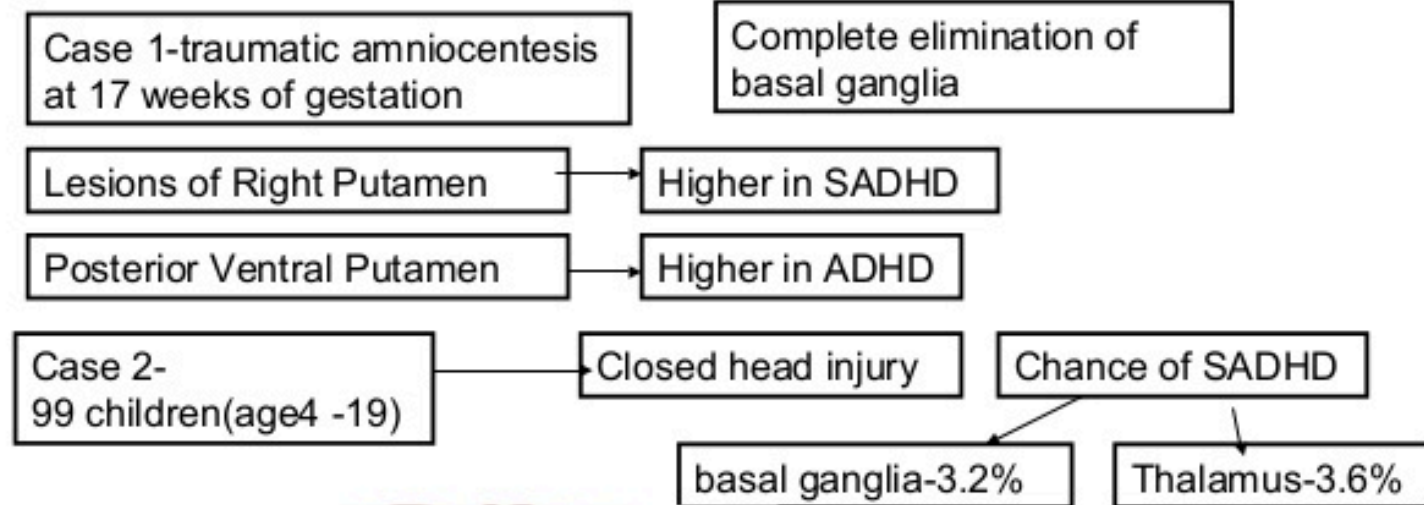 Case 1-traumatic amniocentesis
at 17 weeks of gestation
Complete elimination of
basal ganglia
Lesions of Right Putamen
Higher in SADHD
Posterior Ventral Putamen
Higher in ADHD
Case 2-
99 children(age4 -19)
Closed head injury
Chance of SADHD
basal ganglia-3.2%
Thalamus-3.6%